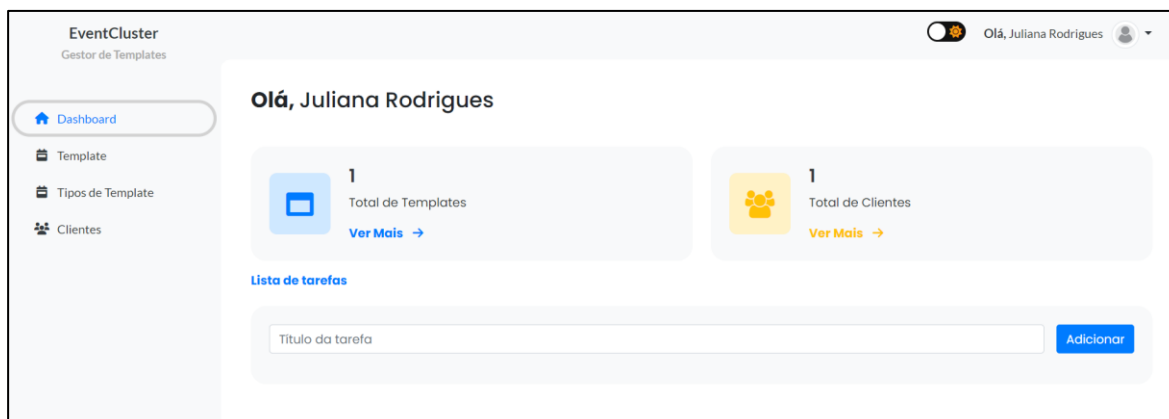 EventCluster
Gestor de Templates
Olá, Juliana Rodrigues
Dashboard
Template
Tipos de Template
Clientes
Olá, Juliana Rodrigues
1
Total de Templates
Ver Mais
1
Total de Clientes
Ver Mais
Lista de tarefas
Título da tarefa
Adicionar